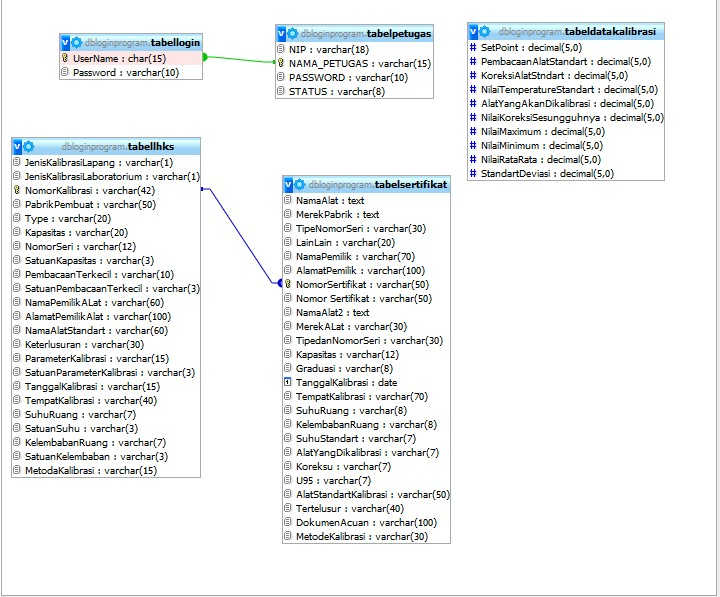 dbloginprogram.tabellogin
UserName : char(15)
Password : varchar(10)
dbloginprogram.tabelpetugas
NIP : varchar(18)
NAMA_PETUGAS : varchar(15)
PASSWORD : varchar(10)
STATUS : varchar(8)
dbloginprogram.tabeldatakalibrasi
SetPoint : decimal(5,0)
PembacaanAlatStandart : decimal(5,0)
KoreksiAlatStndart : decimal(5,0)
NilaiTemperatureStandart : decimal(5,0)
AlatYangAkanDikalibrasi : decimal(5,0)
NilaiKoreksiSesungguhnya : decimal(5,0)
NilaiMaximum : decimal(5,0)
NilaiMinimum : decimal(5,0)
NilaiRataRata : decimal(5,0)
StandartDeviasi : decimal(5,0)
dbloginprogram.tabellhks
JenisKalibrasiLapang : varchar(1)
JenisKalibrasiLaboratorium : varchar(1)
NomorKalibrasi : varchar(42)
PabrikPembuat : varchar(50)
Type : varchar(20)
Kapasitas : varchar(20)
NomorSeri : varchar(12)
SatuanKapasitas : varchar(3)
PembacaanTerkecil : varchar(10)
SatuanPembacaanTerkecil : varchar(3)
NamaPemilikALat : varchar(60)
AlamatPemilikAlat : varchar(100)
NamaAlatStandart : varchar(60)
Keterlusuran : varchar(30)
ParameterKalibrasi : varchar(15)
SatuanParameterKalibrasi : varchar(3)
TanggalKalibrasi : varchar(15)
TempatKalibrasi : varchar(40)
SuhuRuang : varchar(7)
SatuanSuhu : varchar(3)
KelembabanRuang : varchar(7)
SatuanKelembaban : varchar(3)
MetodaKalibrasi : varchar(15)
dbloginprogram.tabelsertifikat
NamaAlat : text
MerekPabrik : text
TipeNomorSeri : varchar(30)
LainLain : varchar(20)
NamaPemilik : varchar(70)
AlamatPemilik : varchar(100)
NomorSertifikat : varchar(50)
Nomor Sertifikat : varchar(50)
NamaAlat2 : text
MerekALat : varchar(30)
TipedanNomorSeri : varchar(30)
Kapasitas : varchar(12)
Graduasi : varchar(8)
TanggalKalibrasi : date
TempatKalibrasi : varchar(70)
SuhuRuang : varchar(8)
KelembabanRuang : varchar(8)
SuhuStandart : varchar(7)
AlatYangDikalibrasi : varchar(7)
Koreksu : varchar(7)
U95 : varchar(7)
AlatStandartKalibrasi : varchar(50)
Tertelusur : varchar(40)
DokumenAcuan : varchar(100)
MetodeKalibrasi : varchar(30)